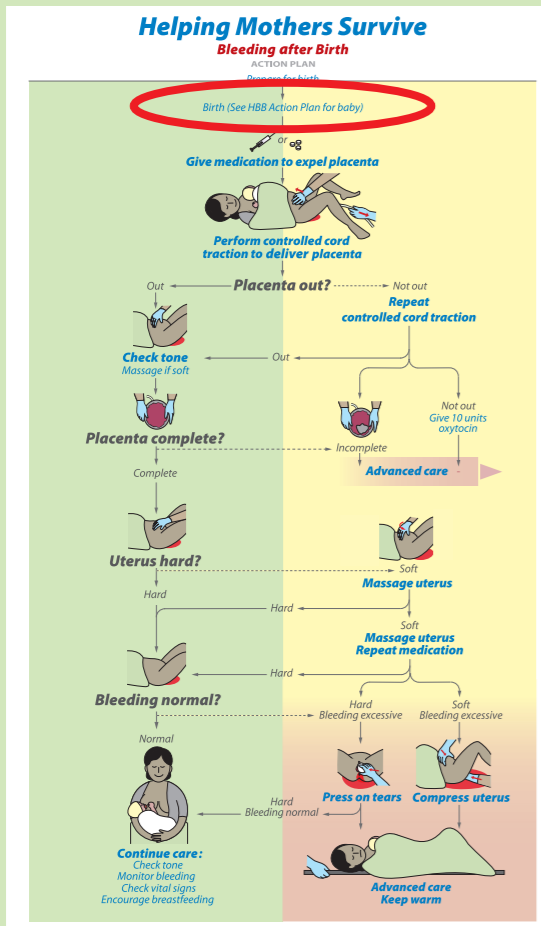 Helping Mothers Survive
Bleeding after Birth
ACTION PLAN
Prepare for birth
Birth (See HBB Action Plan for baby)
or
Give medication to expel placenta
Perform controlled cord
traction to deliver placenta
Out
Placenta out?
Not out
Repeat
controlled cord traction
Check tone
Massage if soft
Out
Placenta complete?
Not out
Give 10 units
oxytocin
Incomplete
Complete
Advanced care
Uterus hard?
Soft
Massage uterus
Hard
Hard
Soft
Massage uterus
Repeat medication
Hard
Bleeding normal?
Hard
Bleeding excessive
Soft
Bleeding excessive
Normal
Press on tears
Compress uterus
Hard
Bleeding normal
Continue care:
Check tone
Monitor bleeding
Check vital signs
Encourage breastfeeding
Advanced care
Keep warm